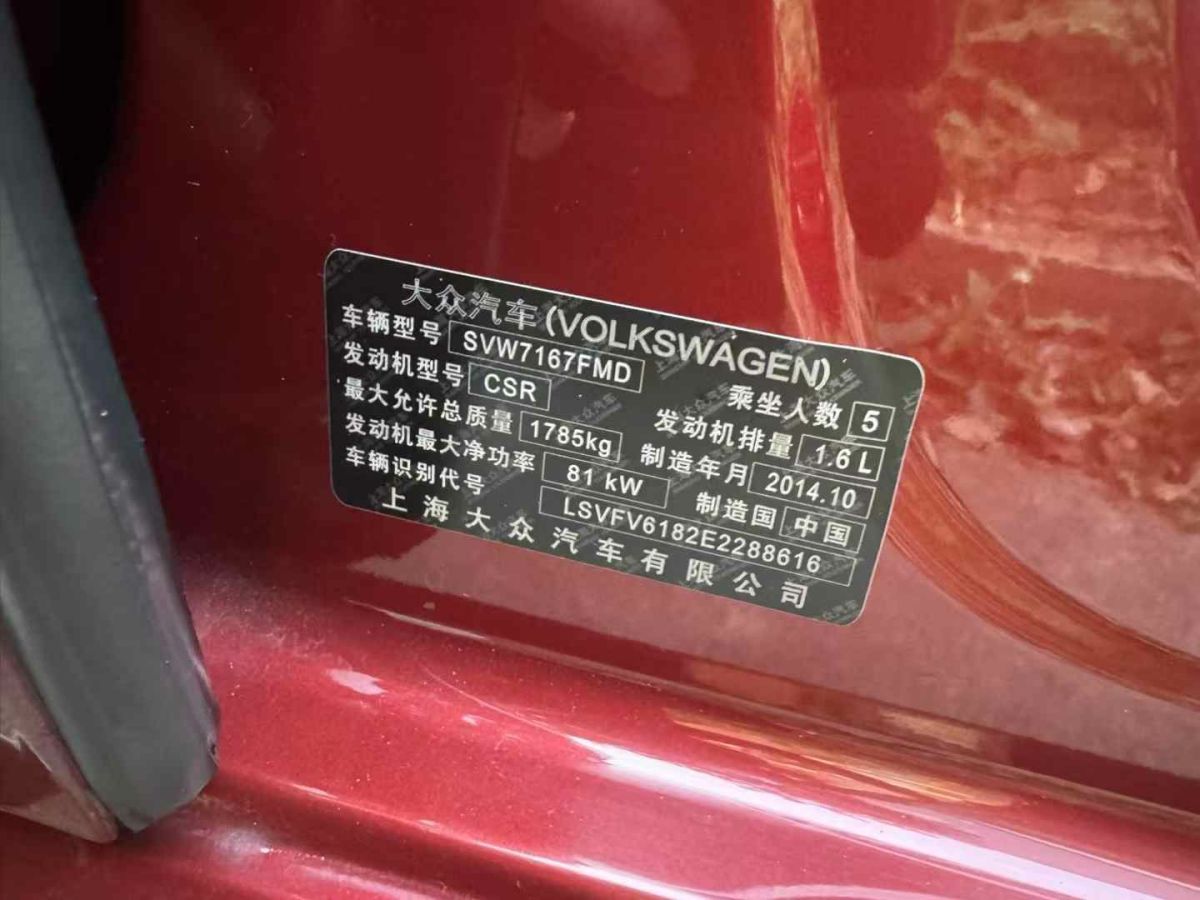 大众汽车(VOLKSWAGEN)
车辆型号 SVW7167FMD 乘坐人数 5
发动机型号 CSR 发动机排量 1.6 L
最大允许总质量 1785kg 制造年月 2014.10
发动机最大净功率 81 kW 制造国 中国
车辆识别代号 LSVFV6182E2288616
上海大众汽车有限公司